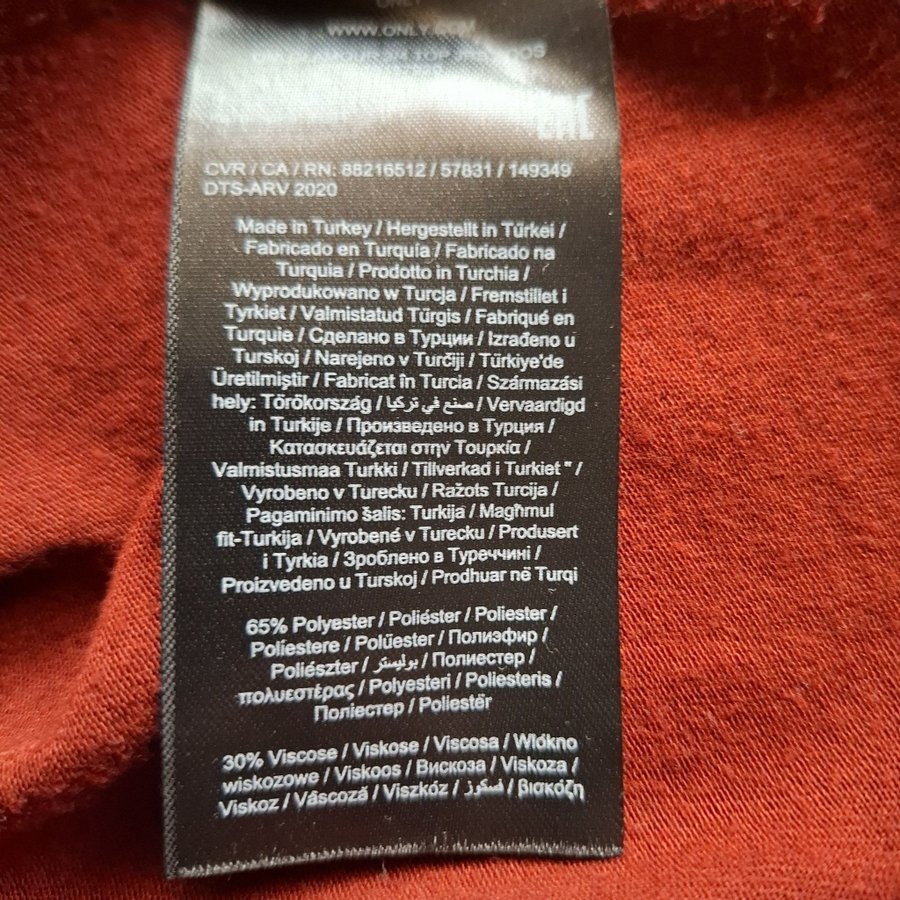 ONLY
WWW.ONLY.COM
EAC
CVR / CA / RN: 88216512 / 57831 / 149349
DTS-ARV 2020
Made in Turkey / Hergestellt in Türkei /
Fabricado en Turquía / Fabricado na
Turquia / Prodotto in Turchia /
Wyprodukowano w Turcja / Fremstillet i
Tyrkiet / Valmistatud Türgis / Fabriqué en
Turquie / Сделано в Турции / Izrađeno u
Turskoj / Narejeno v Turčiji / Türkiye'de
Üretilmiştir / Fabricat în Turcia / Származási
hely: Törökország / صنع في تركيا / Vervaardigd
in Turkije / Произведено в Турция /
Κατασκευάζεται στην Τουρκία /
Valmistusmaa Turkki / Tillverkad i Turkiet " /
Vyrobeno v Turecku / Ražots Turcija /
Pagaminimo šalis: Turkija / Magħmul
fit-Turkija / Vyrobené v Turecku / Produsert
i Tyrkia / Зроблено в Туреччині /
Proizvedeno u Turskoj / Prodhuar në Turqi
65% Polyester / Poliéster / Poliester /
Poliestere / Polüester / Полиэфир /
Poliészter / بوليستر / Полиестер /
πολυεστέρας / Polyesteri / Poliesteris /
Поліестер / Poliestër
30% Viscose / Viskose / Viscosa / Włókno
wiskozowe / Viskoos / Вискоза / Viskoza /
Viskoz / Vâscoză / Viszkóz / فسكوز / βισκόζη